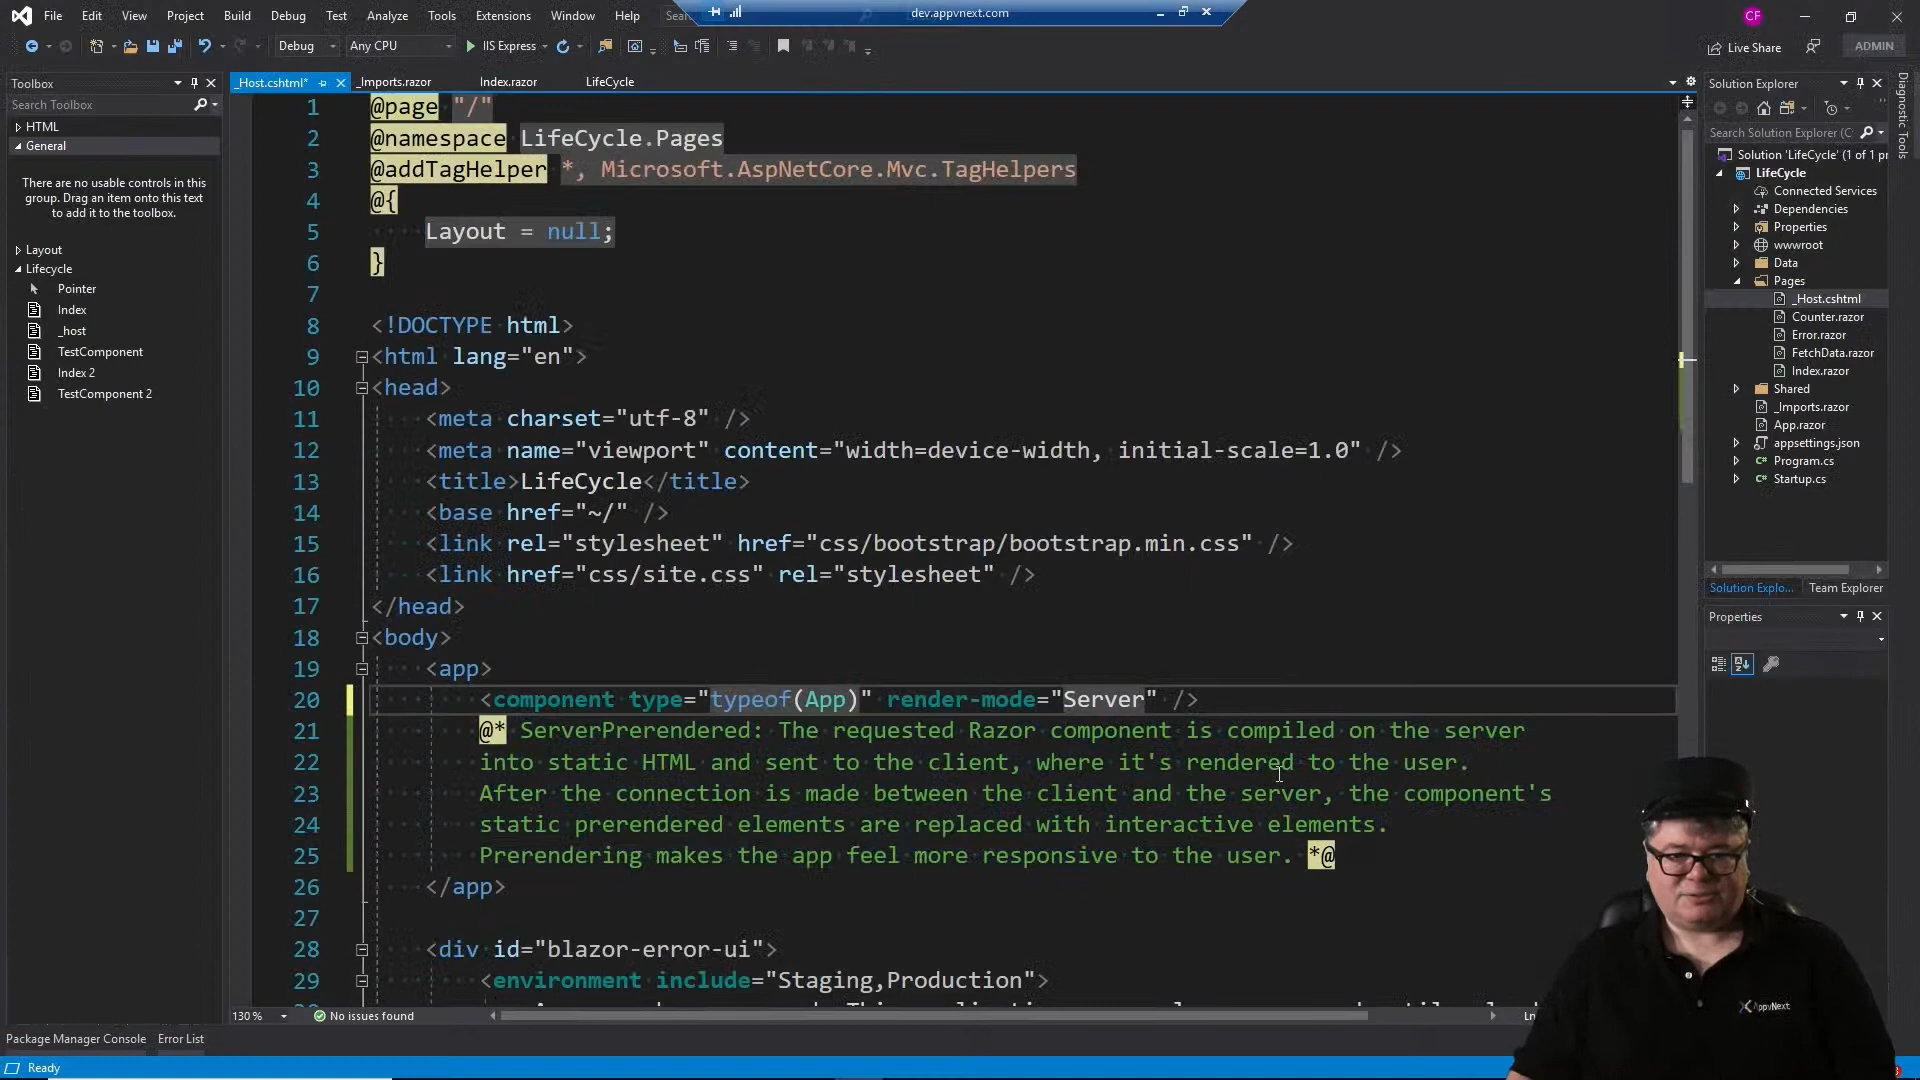 File Edit View Project Build Debug Test Analyze Tools Extensions Window Help
dev.appvnext.com
CF
Debug Any CPU IIS Express
Live Share ADMIN
Toolbox
Search Toolbox
HTML
General
There are no usable controls in this
group. Drag an item onto this text
to add it to the toolbox.
Layout
Lifecycle
Pointer
Index
_host
TestComponent
Index 2
TestComponent 2
_Host.cshtml* _Imports.razor Index.razor LifeCycle
1 @page "/"
2 @namespace LifeCycle.Pages
3 @addTagHelper *, Microsoft.AspNetCore.Mvc.TagHelpers
4 @{
5 Layout = null;
6 }
7
8 <!DOCTYPE html>
9 <html lang="en">
10 <head>
11 <meta charset="utf-8" />
12 <meta name="viewport" content="width=device-width, initial-scale=1.0" />
13 <title>LifeCycle</title>
14 <base href="~/" />
15 <link rel="stylesheet" href="css/bootstrap/bootstrap.min.css" />
16 <link href="css/site.css" rel="stylesheet" />
17 </head>
18 <body>
19 <app>
20 <component type="typeof(App)" render-mode="Server" />
21 @* ServerPrerendered: The requested Razor component is compiled on the server
22 into static HTML and sent to the client, where it's rendered to the user.
23 After the connection is made between the client and the server, the component's
24 static prerendered elements are replaced with interactive elements.
25 Prerendering makes the app feel more responsive to the user. *@
26 </app>
27
28 <div id="blazor-error-ui">
29 <environment include="Staging,Production">
130 % No issues found Ln
Solution Explorer
Search Solution Explorer (C
Solution 'LifeCycle' (1 of 1 pr
LifeCycle
Connected Services
Dependencies
Properties
wwwroot
Data
Pages
_Host.cshtml
Counter.razor
Error.razor
FetchData.razor
Index.razor
Shared
_Imports.razor
App.razor
appsettings.json
C# Program.cs
C# Startup.cs
Solution Explo... Team Explorer
Properties
Diagnostic Tools
AppvNext
Package Manager Console Error List
Ready